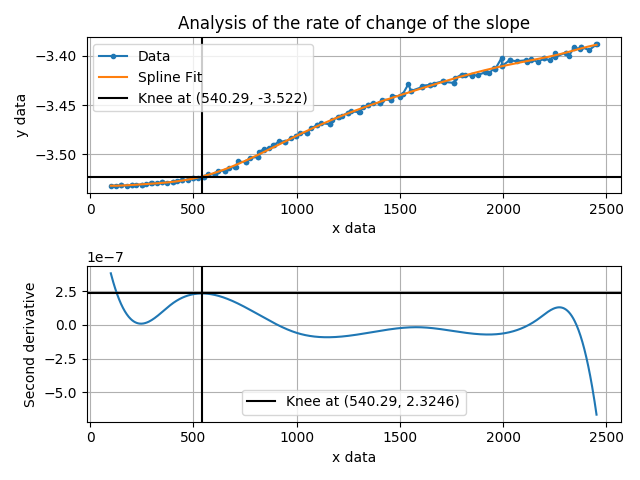 Analysis of the rate of change of the slope
Data
Spline Fit
Knee at (540.29, -3.522)
y data
−3.40
−3.45
−3.50
0 500 1000 1500 2000 2500
x data
1e−7
Second derivative
2.5
0.0
−2.5
−5.0
Knee at (540.29, 2.3246)
0 500 1000 1500 2000 2500
x data